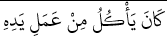 كَانَ يَأْكُلُ مِنْ عَمَلِ يَدِهِ